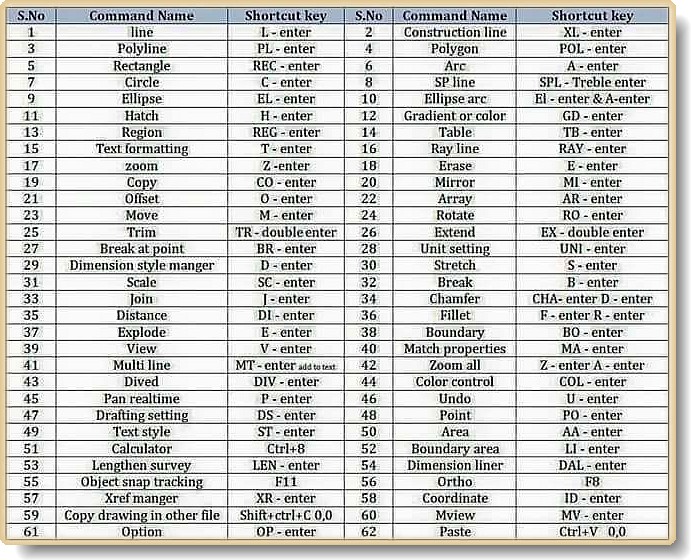 S.No Command Name Shortcut key S.No Command Name Shortcut key
1 line L - enter 2 Construction line XL - enter
3 Polyline PL - enter 4 Polygon POL - enter
5 Rectangle REC - enter 6 Arc A - enter
7 Circle C - enter 8 SP line SPL - Treble enter
9 Ellipse EL - enter 10 Ellipse arc El - enter & A-enter
11 Hatch H - enter 12 Gradient or color GD - enter
13 Region REG - enter 14 Table TB - enter
15 Text formatting T - enter 16 Ray line RAY - enter
17 zoom Z -enter 18 Erase E - enter
19 Copy CO - enter 20 Mirror MI - enter
21 Offset O - enter 22 Array AR - enter
23 Move M - enter 24 Rotate RO - enter
25 Trim TR - double enter 26 Extend EX - double enter
27 Break at point BR - enter 28 Unit setting UNI - enter
29 Dimension style manger D - enter 30 Stretch S - enter
31 Scale SC - enter 32 Break B - enter
33 Join J - enter 34 Chamfer CHA- enter D - enter
35 Distance DI - enter 36 Fillet F - enter R - enter
37 Explode E - enter 38 Boundary BO - enter
39 View V - enter 40 Match properties MA - enter
41 Multi line MT - enter add to text 42 Zoom all Z - enter A - enter
43 Dived DIV - enter 44 Color control COL - enter
45 Pan realtime P - enter 46 Undo U - enter
47 Drafting setting DS - enter 48 Point PO - enter
49 Text style ST - enter 50 Area AA - enter
51 Calculator Ctrl+8 52 Boundary area LI - enter
53 Lengthen survey LEN - enter 54 Dimension liner DAL - enter
55 Object snap tracking F11 56 Ortho F8
57 Xref manger XR - enter 58 Coordinate ID - enter
59 Copy drawing in other file Shift+ctrl+C 0,0 60 Mview MV - enter
61 Option OP - enter 62 Paste Ctrl+V 0,0